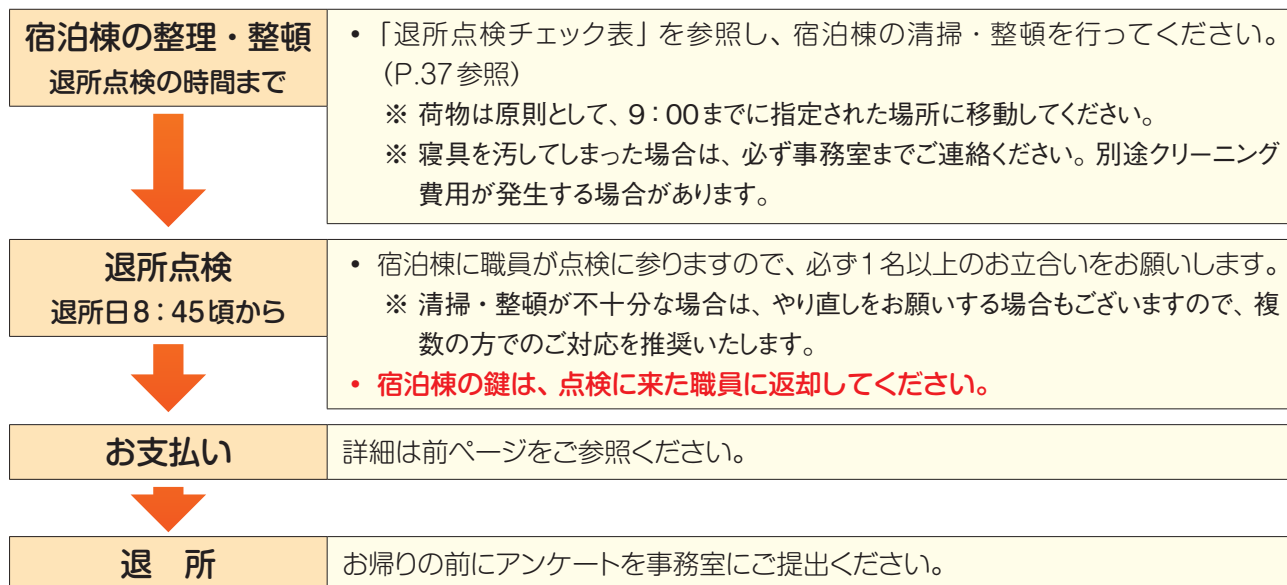 宿泊棟の整理・整頓
退所点検の時間まで
• 「退所点検チェック表」を参照し、宿泊棟の清掃・整頓を行ってください。
(P.37参照)
※ 荷物は原則として、9：00までに指定された場所に移動してください。
※ 寝具を汚してしまった場合は、必ず事務室までご連絡ください。別途クリーニング
費用が発生する場合があります。
退所点検
退所日8：45頃から
• 宿泊棟に職員が点検に参りますので、必ず1名以上のお立合いをお願いします。
※ 清掃・整頓が不十分な場合は、やり直しをお願いする場合もございますので、複
数の方でのご対応を推奨いたします。
• 宿泊棟の鍵は、点検に来た職員に返却してください。
お支払い
詳細は前ページをご参照ください。
退　所
お帰りの前にアンケートを事務室にご提出ください。